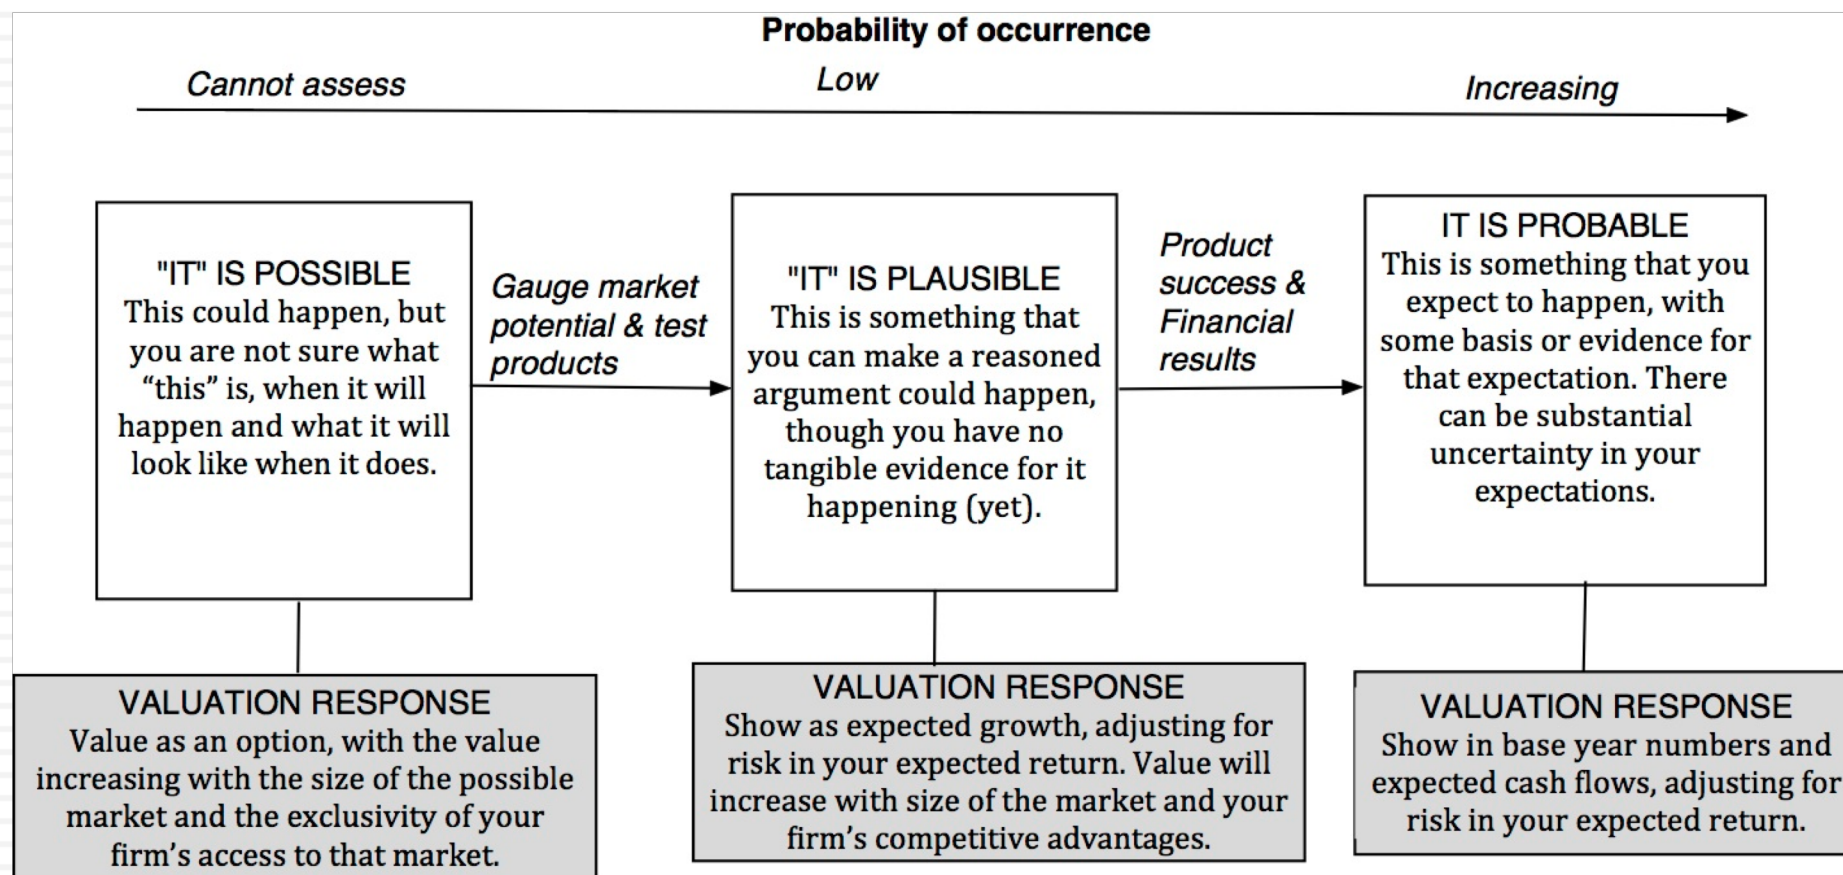 Probability of occurrence
Cannot assess
Low
Increasing
"IT" IS POSSIBLE
This could happen, but
you are not sure what
“this” is, when it will
happen and what it will
look like when it does.
Gauge market
potential & test
products
"IT" IS PLAUSIBLE
This is something that
you can make a reasoned
argument could happen,
though you have no
tangible evidence for it
happening (yet).
Product
success &
Financial
results
IT IS PROBABLE
This is something that you
expect to happen, with
some basis or evidence for
that expectation. There
can be substantial
uncertainty in your
expectations.
VALUATION RESPONSE
Value as an option, with the value
increasing with the size of the possible
market and the exclusivity of your
firm’s access to that market.
VALUATION RESPONSE
Show as expected growth, adjusting for
risk in your expected return. Value will
increase with size of the market and your
firm’s competitive advantages.
VALUATION RESPONSE
Show in base year numbers and
expected cash flows, adjusting for
risk in your expected return.